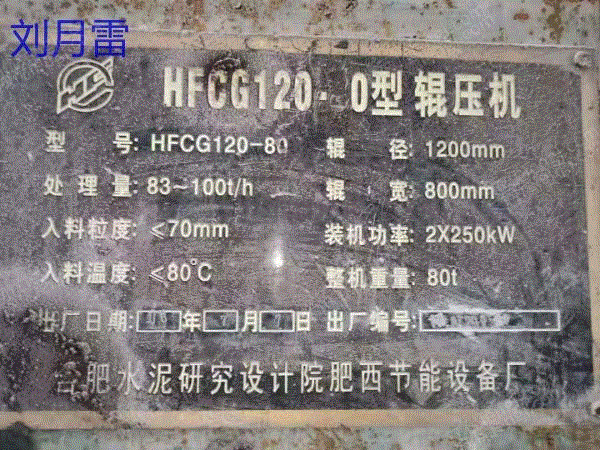 刘月雷
HFCG120- 0型 辊压机
型 号: HFCG120-80 辊 径: 1200mm
处 理 量: 83~100t/h 辊 宽: 800mm
入料粒度: ≤70mm 装机功率: 2X250kW
入料温度: ≤80℃ 整机重量: 80t
出厂日期: 年 月 日 出厂编号:
合肥水泥研究设计院肥西节能设备厂